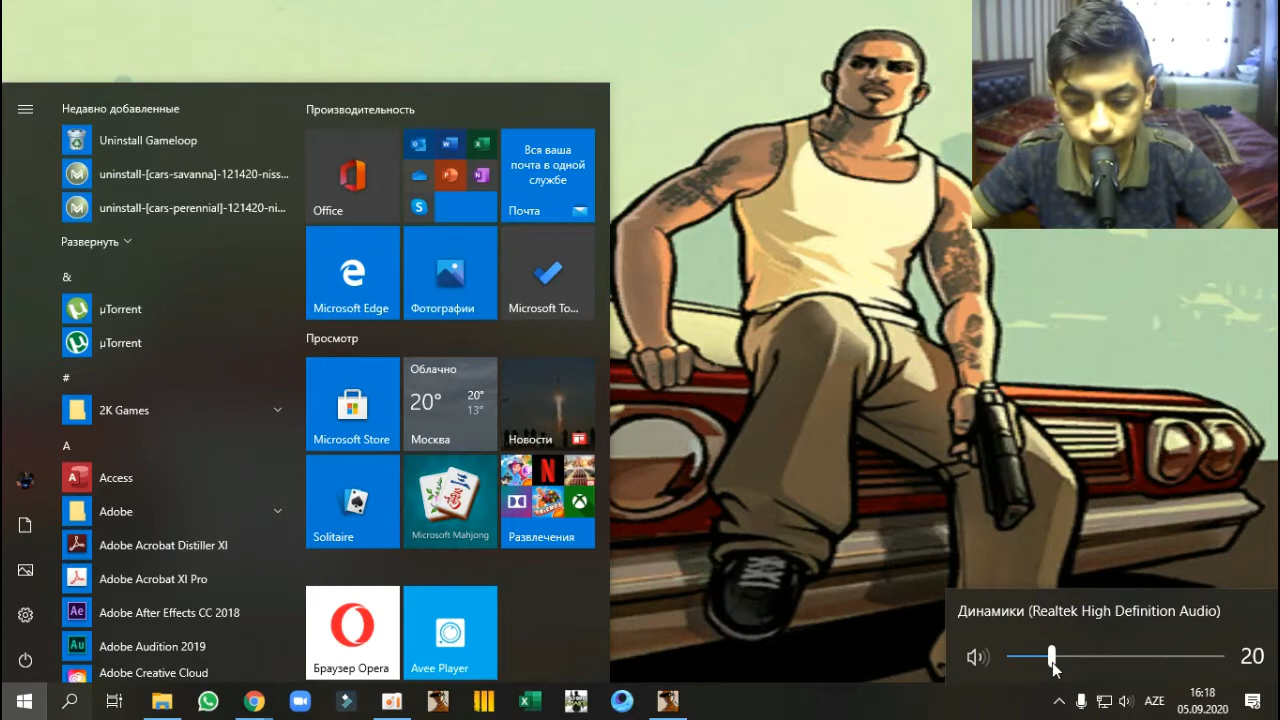 Недавно добавленные
Uninstall Gameloop
uninstall-[cars-savanna]-121420-niss...
uninstall-[cars-perennial]-121420-ni...
Развернуть
&
µTorrent
µTorrent
#
2K Games
A
Access
Adobe
Adobe Acrobat Distiller XI
Adobe Acrobat XI Pro
Adobe After Effects CC 2018
Adobe Audition 2019
Adobe Creative Cloud
Производительность
Office
Вся ваша
почта в одной
службе
Почта
Microsoft Edge
Фотографии
Microsoft To...
Просмотр
Microsoft Store
Облачно
20°
20°
13°
Москва
Новости
Solitaire
Microsoft Mahjong
Развлечения
Браузер Opera
Avee Player
Динамики (Realtek High Definition Audio)
20
AZE
16:18
05.09.2020